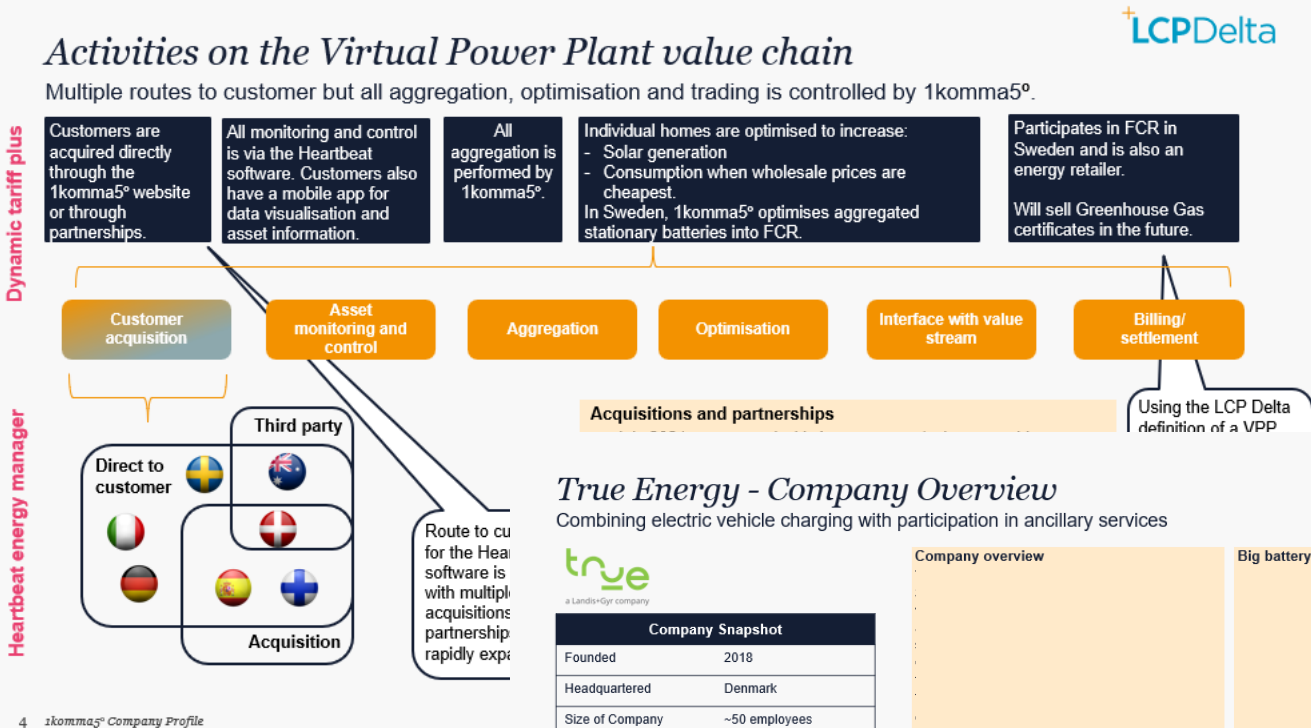 LCPDelta
Activities on the Virtual Power Plant value chain
Multiple routes to customer but all aggregation, optimisation and trading is controlled by 1komma5º.
Dynamic tariff plus
Customers are
acquired directly
through the
1komma5º website
or through
partnerships.
All monitoring and control
is via the Heartbeat
software. Customers also
have a mobile app for
data visualisation and
asset information.
All
aggregation is
performed by
1komma5º.
Individual homes are optimised to increase:
- Solar generation
- Consumption when wholesale prices are
cheapest.
In Sweden, 1komma5º optimises aggregated
stationary batteries into FCR.
Participates in FCR in
Sweden and is also an
energy retailer.
Will sell Greenhouse Gas
certificates in the future.
Customer
acquisition
Asset
monitoring and
control
Aggregation
Optimisation
Interface with value
stream
Billing/
settlement
Heartbeat energy manager
Third party
Direct to
customer
Acquisition
Route to cu
for the Hear
software is
with multiple
acquisitions
partnership
rapidly expa
Acquisitions and partnerships
Using the LCP Delta
definition of a VPP
True Energy - Company Overview
Combining electric vehicle charging with participation in ancillary services
true
a Landis+Gyr company
Company Snapshot
Founded 2018
Headquartered Denmark
Size of Company ~50 employees
Company overview
Big battery
4 1komma5º Company Profile